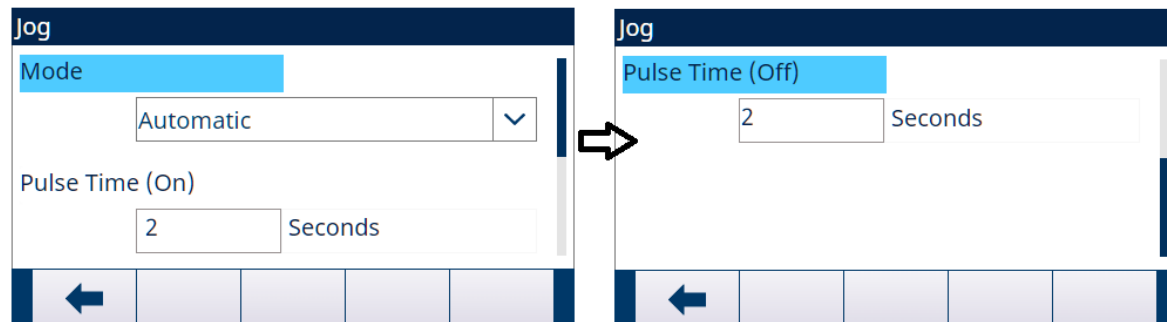 Jog
Mode
Automatic
Pulse Time (On)
2 Seconds
Jog
Pulse Time (Off)
2 Seconds